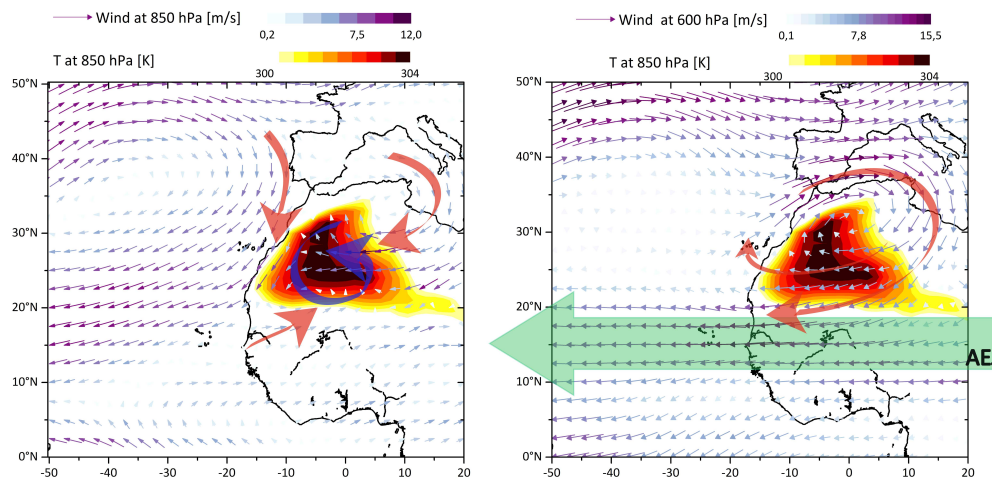 Wind at 850 hPa [m/s]
0,2 7,5 12,0
T at 850 hPa [K]
300 304
50°N
40°N
30°N
20°N
10°N
0°N
-50 -40 -30 -20 -10 0 10 20
Wind at 600 hPa [m/s]
0,1 7,8 15,5
T at 850 hPa [K]
300 304
50°N
40°N
30°N
20°N
10°N
0°N
-50 -40 -30 -20 -10 0 10 20